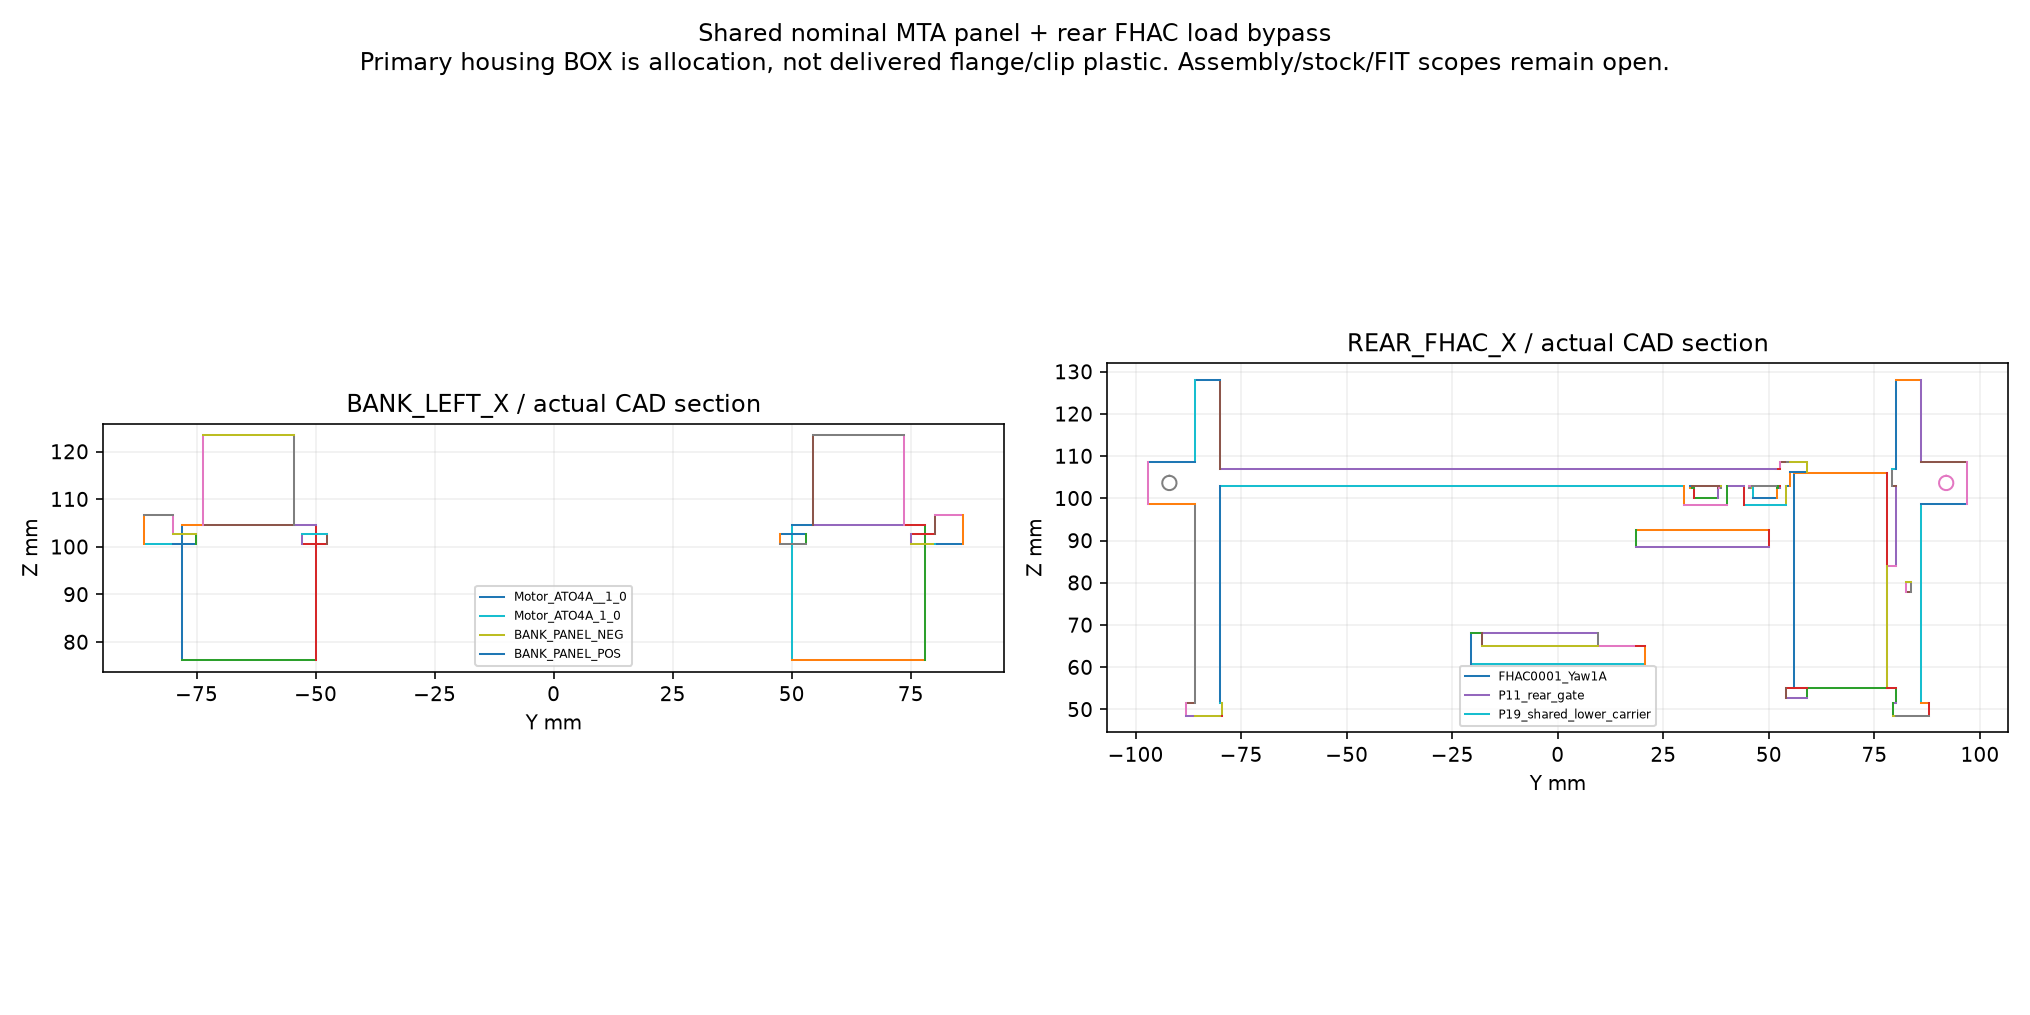 Shared nominal MTA panel + rear FHAC load bypass
Primary housing BOX is allocation, not delivered flange/clip plastic. Assembly/stock/FIT scopes remain open.
BANK_LEFT_X / actual CAD section
120
110
100
90
80
Z mm
−75
−50
−25
0
25
50
75
Y mm
Motor_ATO4A__1_0
Motor_ATO4A_1_0
BANK_PANEL_NEG
BANK_PANEL_POS
REAR_FHAC_X / actual CAD section
130
120
110
100
90
80
70
60
50
Z mm
−100
−75
−50
−25
0
25
50
75
100
Y mm
FHAC0001_Yaw1A
P11_rear_gate
P19_shared_lower_carrier